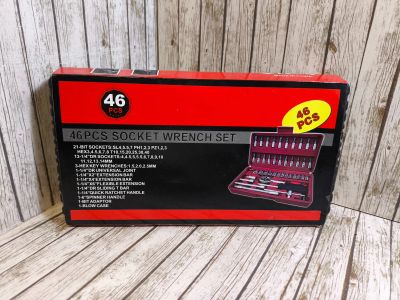 46
PCS
46
PCS
46PCS SOCKET WRENCH SET
21-BIT SOCKETS:SL4,5.5,7 PH1,2,3 PZ1,2,3
HEX3,4,5,6,7,8 T10,15,20,25,30,40
13-1/4"DR SOCKETS:4,4.5,5,5.5,6,7,8,9,10
11,12,13,14MM
3-HEX KEY WRENCHES:1.5,2.0,2.5MM
1-1/4"DR UNIVERSAL JOINT
1-1/4"X2"EXTENSION BAR
1-1/4"X4"EXTENSION BAR
1-1/4"X6"FLEXIBLE EXTENSION
1-1/4"DR SLIDING T BAR
1-1/4"QUICK RATCHET HANDLE
1-6"SPINNER HANDLE
1-BIT ADAPTOR
1-BLOW CASE